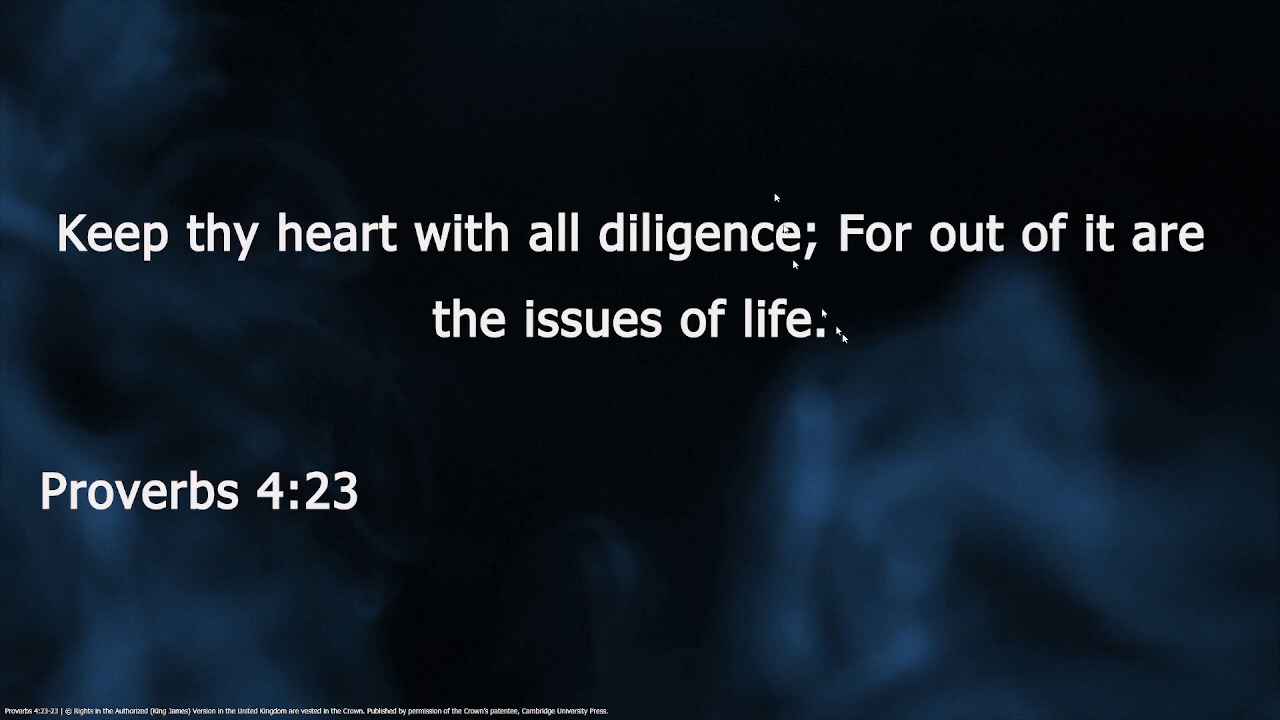 Keep thy heart with all diligence; For out of it are
the issues of life.
Proverbs 4:23
Proverbs 4:23-23 | © Rights in the Authorized (King James) Version in the United Kingdom are vested in the Crown. Published by permission of the Crown's patentee, Cambridge University Press.